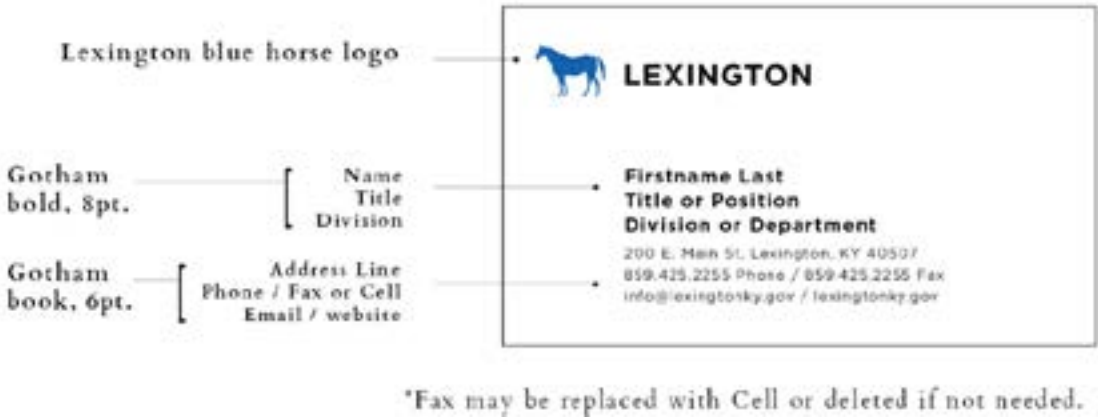 Lexington blue horse logo
LEXINGTON
Gotham
bold, 8pt.
Name
Title
Division
Firstname Last
Title or Position
Division or Department
Gotham
book, 6pt.
Address Line
Phone / Fax or Cell
Email / website
200 E. Main St, Lexington, KY 40507
859.425.2255 Phone / 859.425.2255 Fax
info@lexingtonky.gov / lexingtonky.gov
*Fax may be replaced with Cell or deleted if not needed.